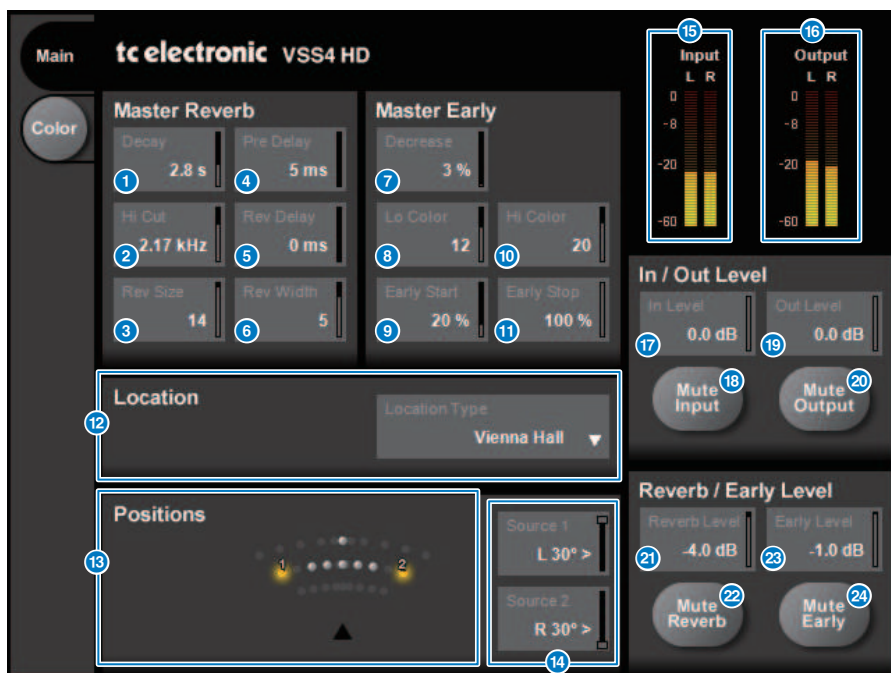 Main
tc electronic VSS4 HD
Color
Master Reverb
Decay
2.8 s
1
Pre Delay
5 ms
4
Hi Cut
2.17 kHz
2
Rev Delay
0 ms
5
Rev Size
14
3
Rev Width
5
6
Master Early
Decrease
3 %
7
Lo Color
12
8
Hi Color
20
10
Early Start
20 %
9
Early Stop
100 %
11
Location
12
Location Type
Vienna Hall
Positions
13
1
2
Source 1
L 30° >
Source 2
R 30° >
14
15
Input
L R
0
-8
-20
-60
16
Output
L R
0
-8
-20
-60
In / Out Level
In Level
0.0 dB
17
Out Level
0.0 dB
19
Mute
Input
18
Mute
Output
20
Reverb / Early Level
Reverb Level
-4.0 dB
21
Early Level
-1.0 dB
23
Mute
Reverb
22
Mute
Early
24